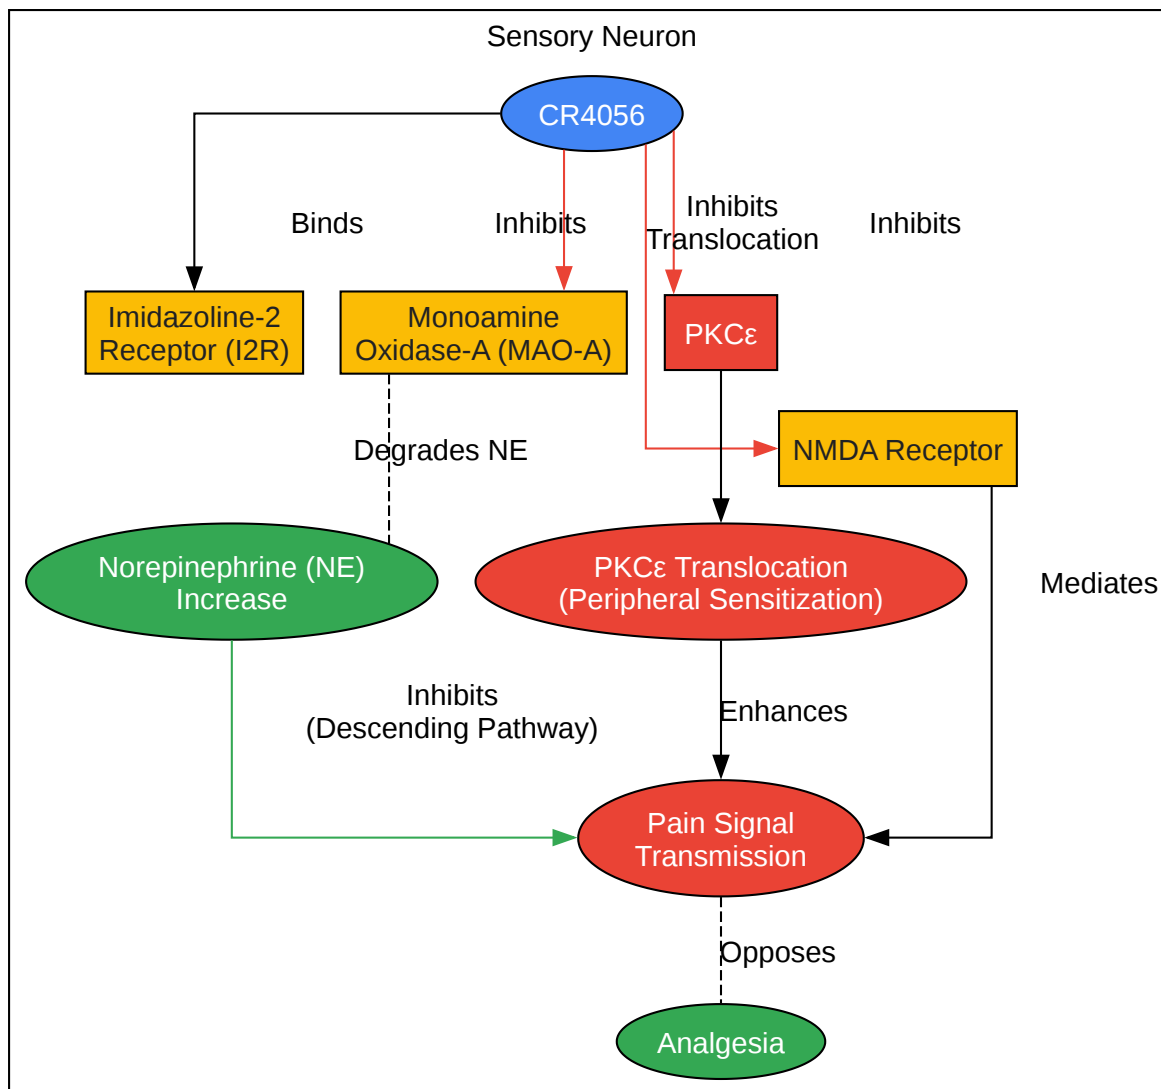 Sensory Neuron
CR4056
Binds
Inhibits
Inhibits
Translocation
Inhibits
Imidazoline-2
Receptor (I2R)
Monoamine
Oxidase-A (MAO-A)
PKCε
Degrades NE
NMDA Receptor
Norepinephrine (NE)
Increase
PKCε Translocation
(Peripheral Sensitization)
Mediates
Inhibits
(Descending Pathway)
Enhances
Pain Signal
Transmission
Opposes
Analgesia